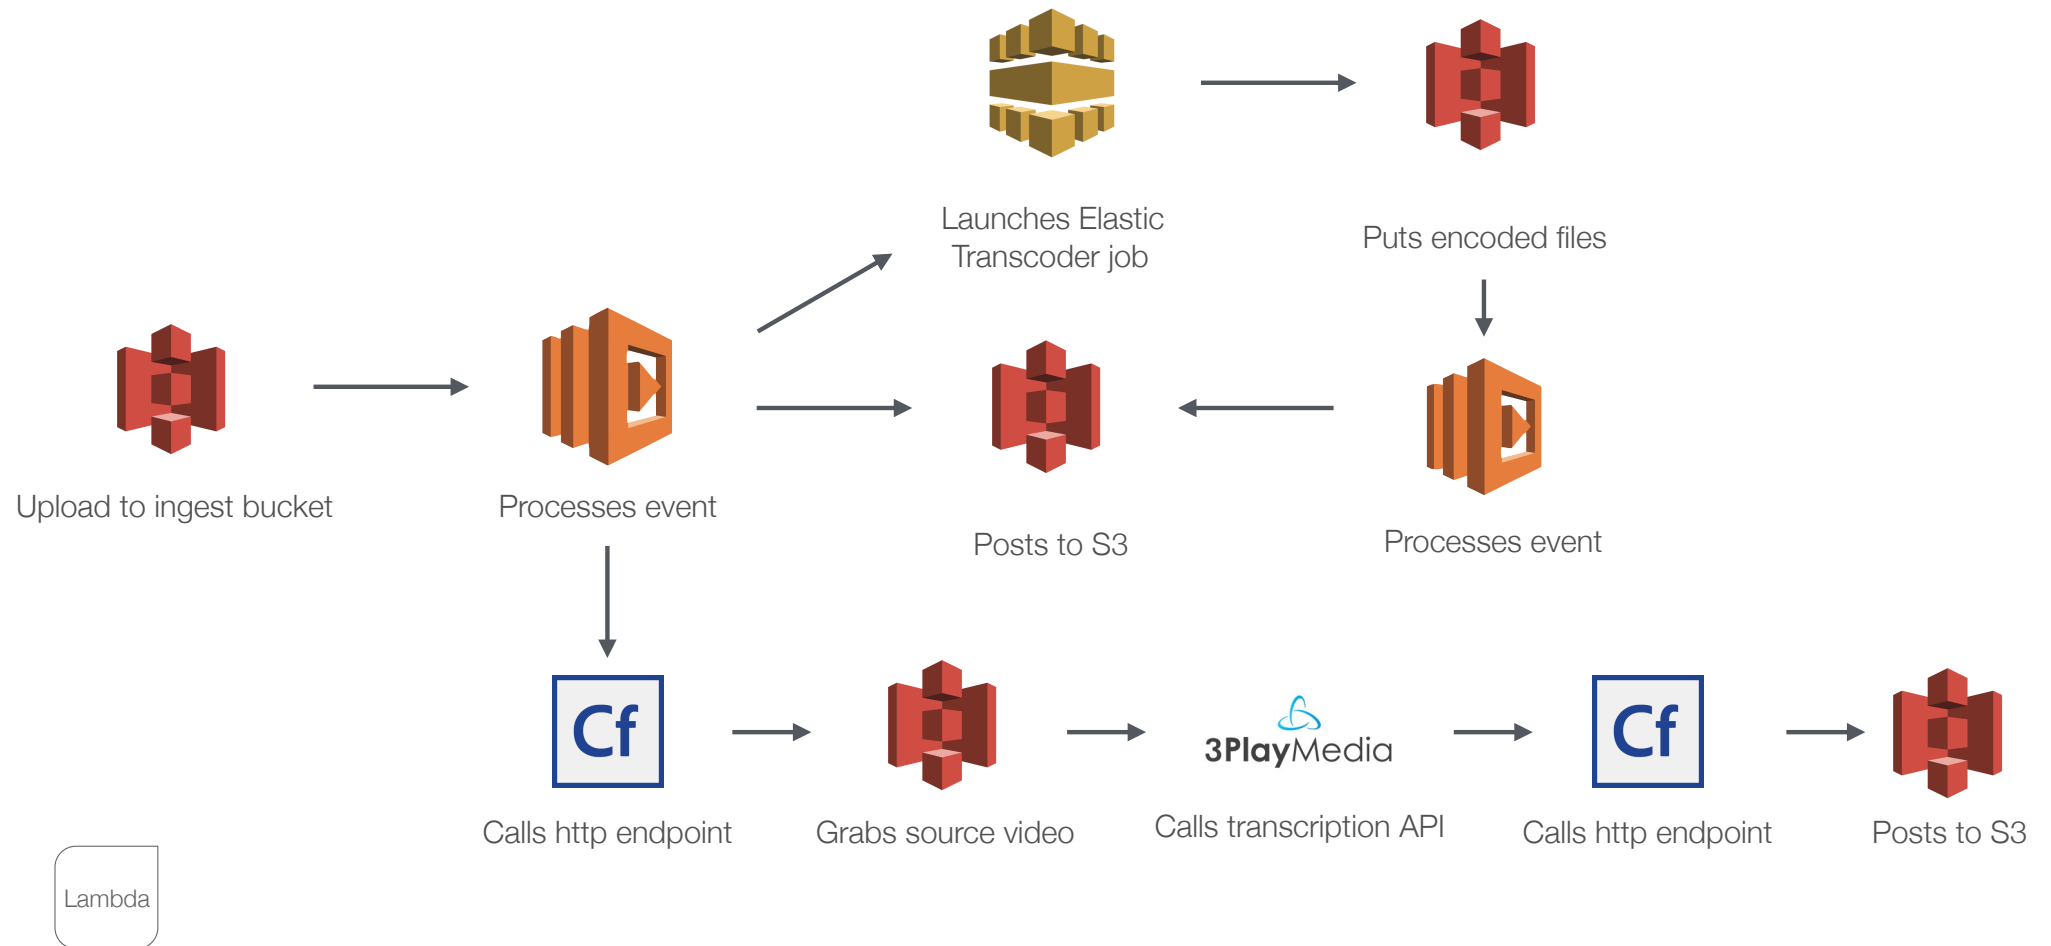 Launches Elastic
Transcoder job
Puts encoded files
Upload to ingest bucket
Processes event
Posts to S3
Processes event
Cf
3PlayMedia
Cf
Calls http endpoint
Grabs source video
Calls transcription API
Calls http endpoint
Posts to S3
Lambda